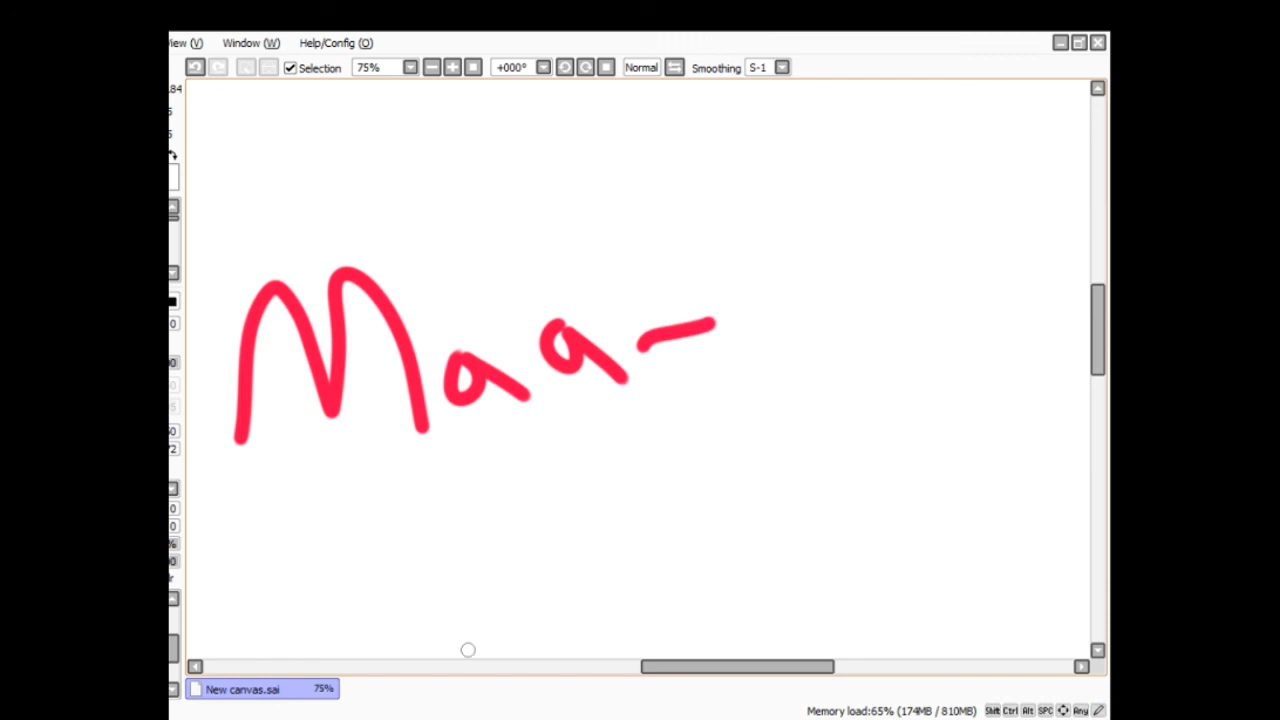 View (V) Window (W) Help/Config (O)
Selection 75% +000° Normal Smoothing S-1
Maa-
New canvas.sai 75%
Memory load:65% (174MB / 810MB) Shift Ctrl Alt SPC Any